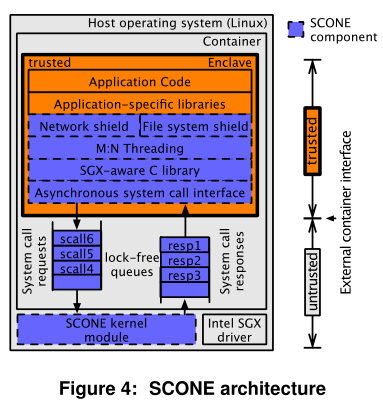 Host operating system (Linux)
SCONE
component
Container
trusted
Enclave
Application Code
Application-specific libraries
Network shield
File system shield
M:N Threading
SGX-aware C library
Asynchronous system call interface
System call
requests
scall6
scall5
scall4
lock-free
queues
resp1
resp2
resp3
System call
responses
SCONE kernel
module
Intel SGX
driver
trusted
untrusted
External container interface
Figure 4: SCONE architecture